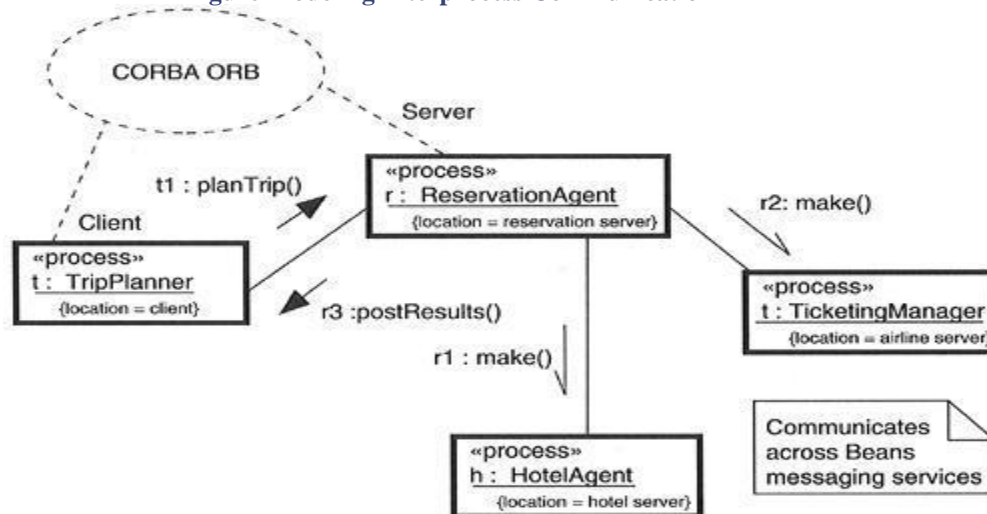 CORBA ORB
Server
«process»
r : ReservationAgent
{location = reservation server}
t1 : planTrip()
r2: make()
Client
«process»
t : TripPlanner
{location = client}
r3 :postResults()
«process»
t : TicketingManager
{location = airline server}
r1 : make()
Communicates
across Beans
messaging services
«process»
h : HotelAgent
{location = hotel server}